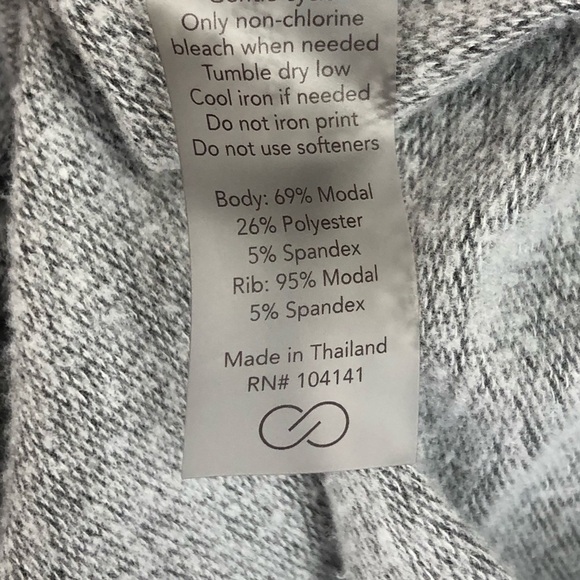 Only non-chlorine
bleach when needed
Tumble dry low
Cool iron if needed
Do not iron print
Do not use softeners
Body: 69% Modal
26% Polyester
5% Spandex
Rib: 95% Modal
5% Spandex
Made in Thailand
RN# 104141